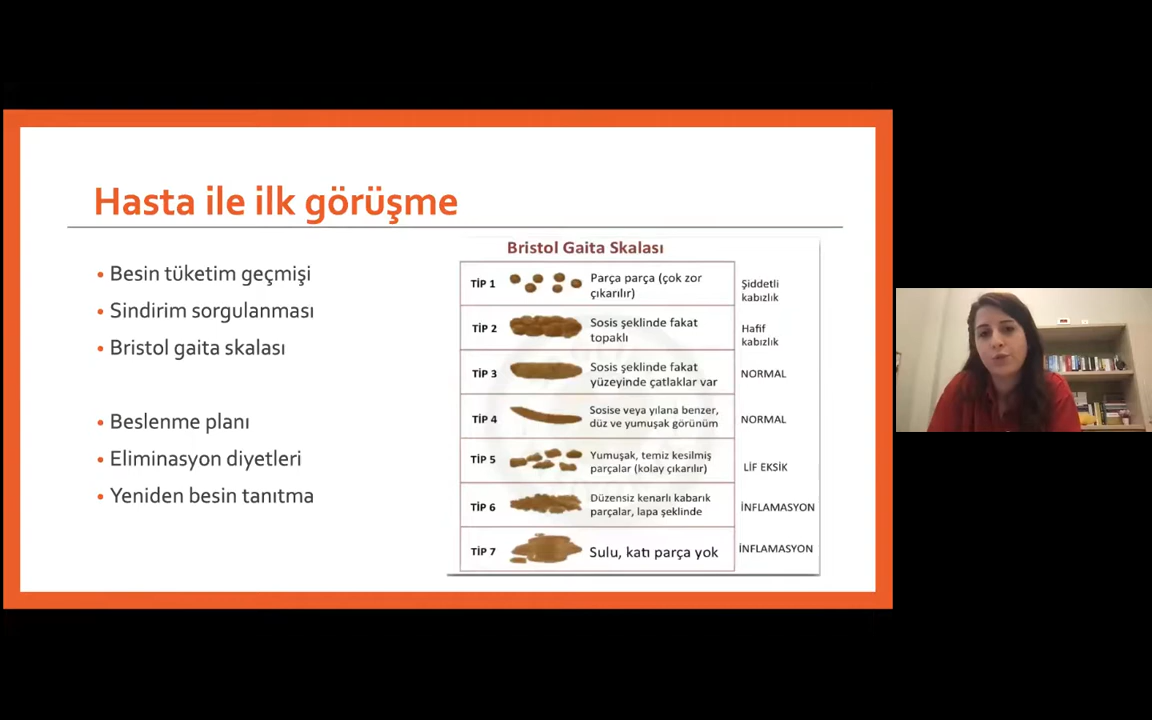 Hasta ile ilk görüşme
• Besin tüketim geçmişi
• Sindirim sorgulanması
• Bristol gaita skalası
• Beslenme planı
• Eliminasyon diyetleri
• Yeniden besin tanıtma
Bristol Gaita Skalası
TİP 1
Parça parça (çok zor
çıkarılır)
Şiddetli
kabızlık
TİP 2
Sosis şeklinde fakat
topaklı
Hafif
kabızlık
TİP 3
Sosis şeklinde fakat
yüzeyinde çatlaklar var
NORMAL
TİP 4
Sosise veya yılana benzer,
düz ve yumuşak görünüm
NORMAL
TİP 5
Yumuşak, temiz kesilmiş
parçalar (kolay çıkarılır)
LİF EKSİK
TİP 6
Düzensiz kenarlı kabarık
parçalar, lapa şeklinde
İNFLAMASYON
TİP 7
Sulu, katı parça yok
İNFLAMASYON